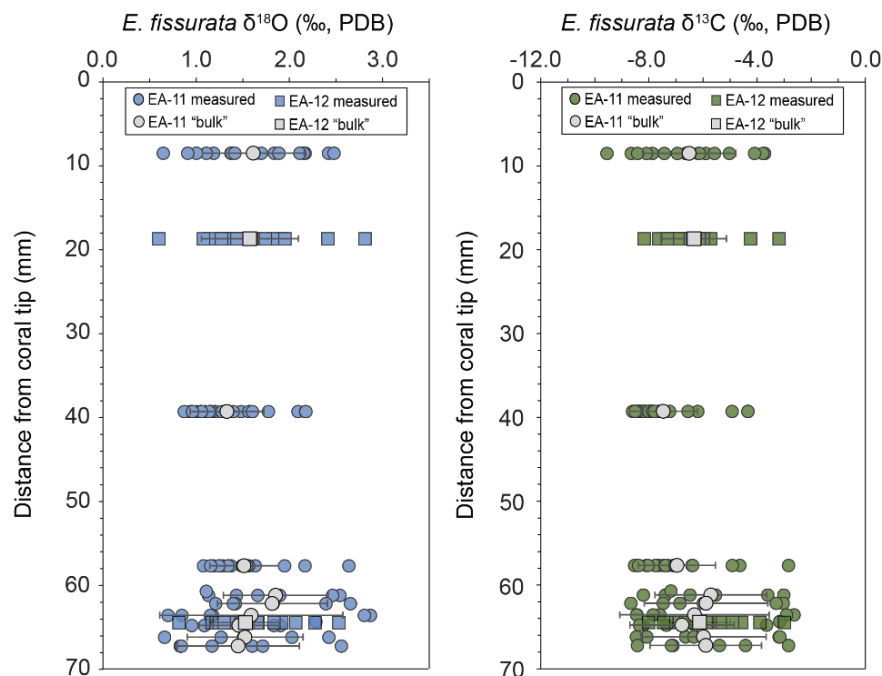 E. fissurata δ¹⁸O (‰, PDB)
0.0 1.0 2.0 3.0
EA-11 measured EA-12 measured
EA-11 “bulk” EA-12 “bulk”
Distance from coral tip (mm)
0
10
20
30
40
50
60
70
E. fissurata δ¹³C (‰, PDB)
-12.0 -8.0 -4.0 0.0
EA-11 measured EA-12 measured
EA-11 “bulk” EA-12 “bulk”
Distance from coral tip (mm)
0
10
20
30
40
50
60
70